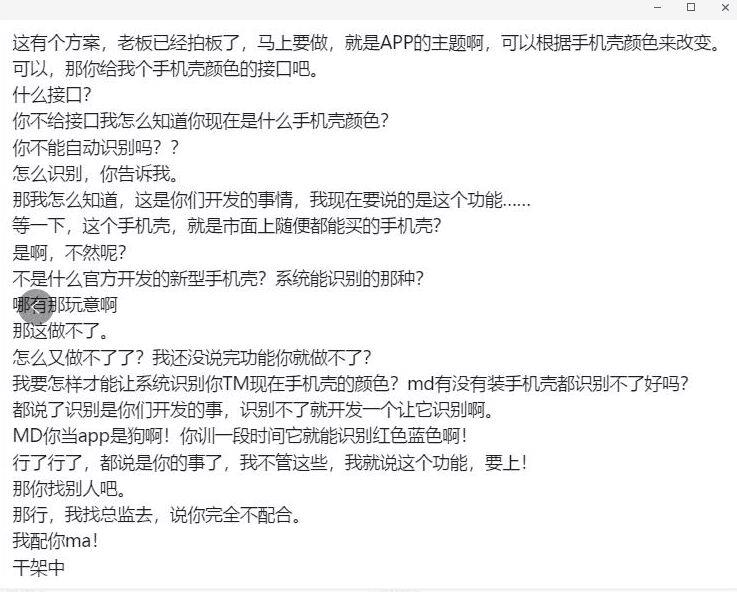 这有个方案，老板已经拍板了，马上要做，就是APP的主题啊，可以根据手机壳颜色来改变。
可以，那你给我个手机壳颜色的接口吧。
什么接口？
你不给接口我怎么知道你现在是什么手机壳颜色？
你不能自动识别吗？？
怎么识别，你告诉我。
那我怎么知道，这是你们开发的事情，我现在要说的是这个功能......
等一下，这个手机壳，就是市面上随便都能买的手机壳？
是啊，不然呢？
不是什么官方开发的新型手机壳？系统能识别的那种？
哪有那玩意啊
那这做不了。
怎么又做不了了？我还没说完功能你就做不了？
我要怎样才能让系统识别你TM现在手机壳的颜色？md有没有装手机壳都识别不了好吗？
都说了识别是你们开发的事，识别不了就开发一个让它识别啊。
MD你当app是狗啊！你训一段时间它就能识别红色蓝色啊！
行了行了，都说是你的事了，我不管这些，我就说这个功能，要上！
那你找别人吧。
那行，我找总监去，说你完全不配合。
我配你ma！
干架中